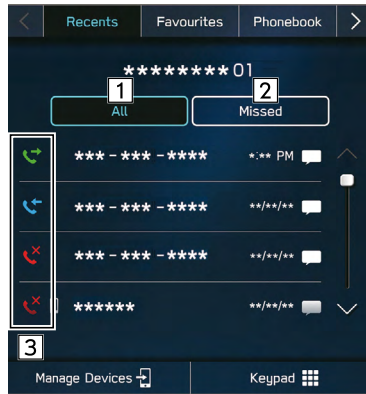 Recents Favourites Phonebook
********01
1 2
All Missed
***-***-**** *:** PM
***-***-**** **/**/**
***-***-**** **/**/**
****** **/**/**
3
Manage Devices Keypad